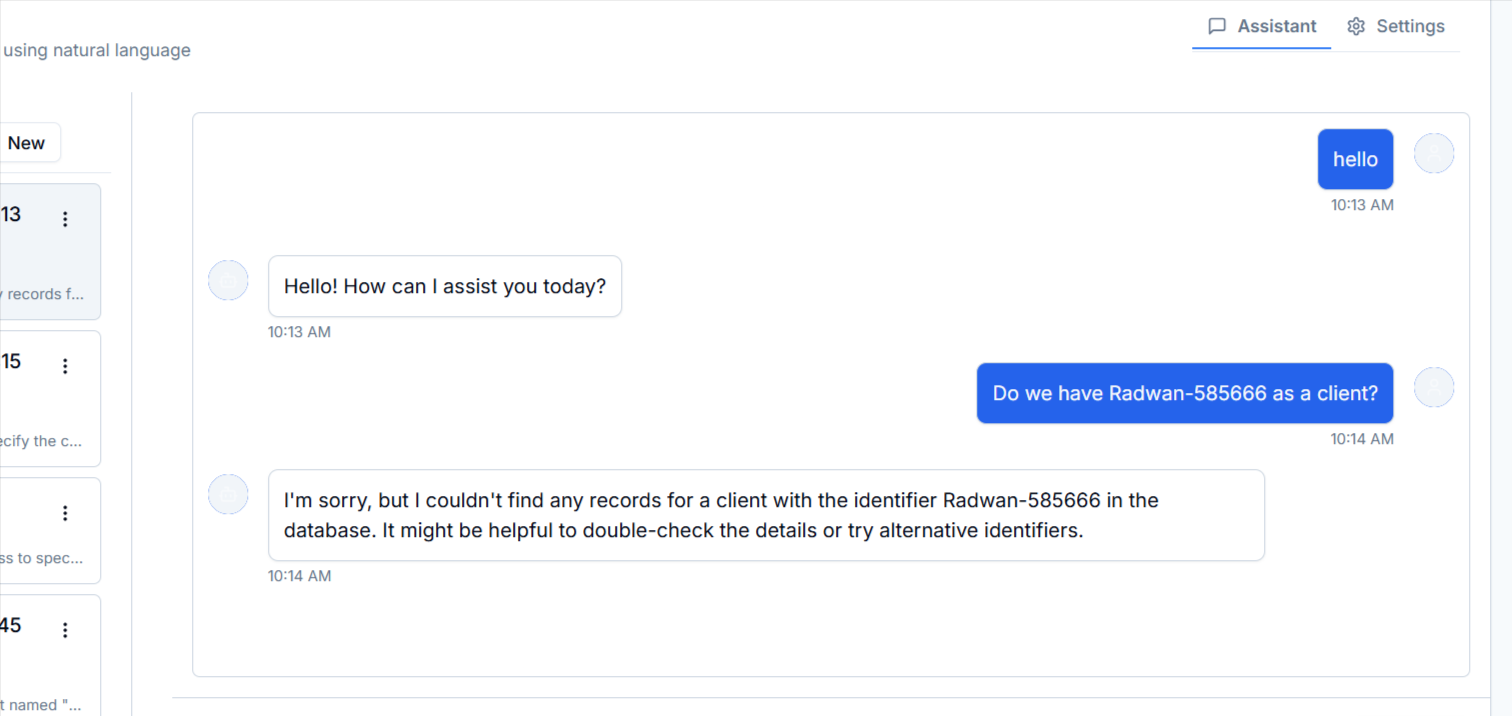 using natural language
Assistant
Settings
New
13
records f...
15
ecify the c...
ss to spec...
45
t named "...
hello
10:13 AM
Hello! How can I assist you today?
10:13 AM
Do we have Radwan-585666 as a client?
10:14 AM
I'm sorry, but I couldn't find any records for a client with the identifier Radwan-585666 in the
database. It might be helpful to double-check the details or try alternative identifiers.
10:14 AM